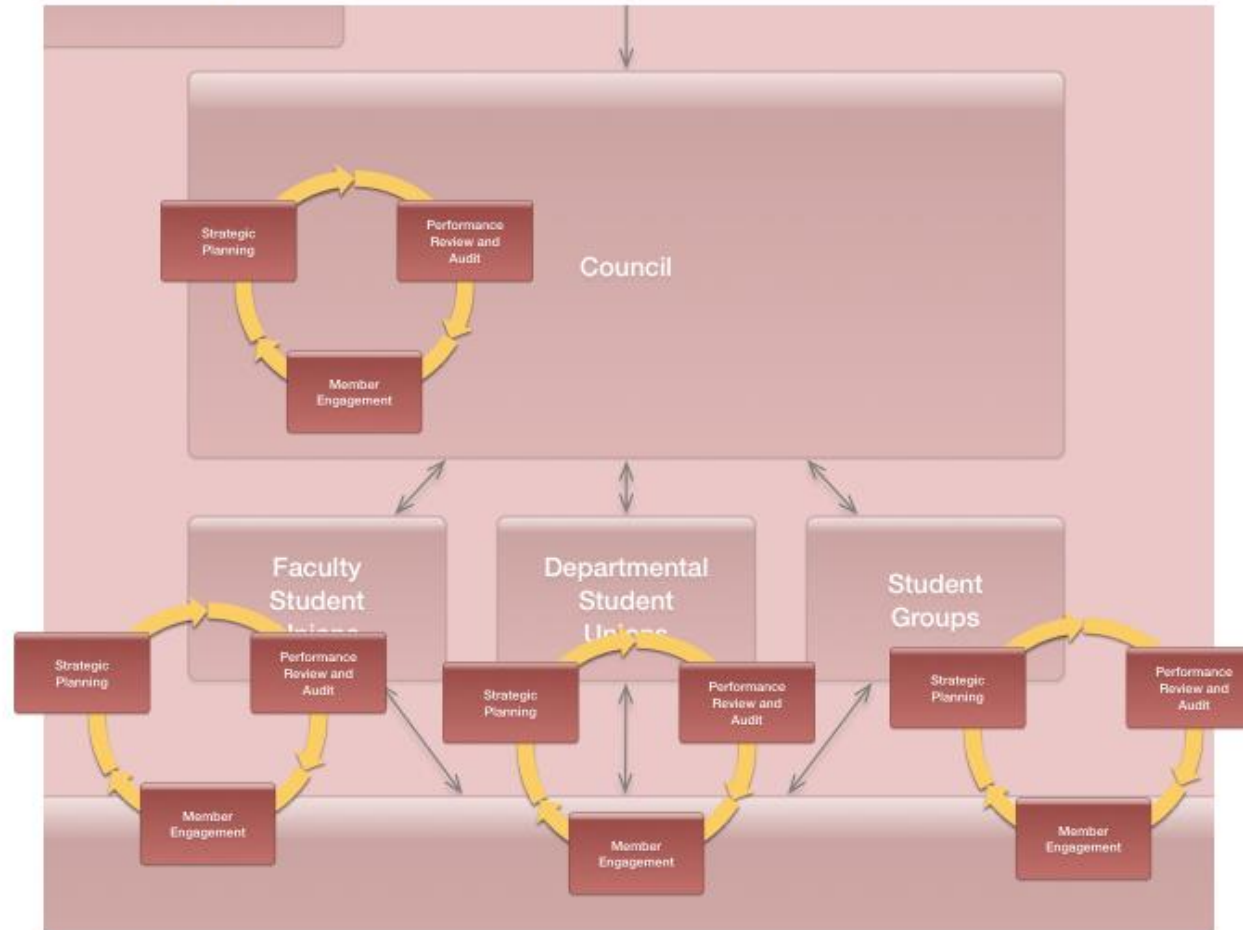 Strategic
Planning
Performance
Review and
Audit
Council
Member
Engagement
Faculty
Student
Unions
Departmental
Student
Unions
Student
Groups
Strategic
Planning
Performance
Review and
Audit
Member
Engagement
Strategic
Planning
Performance
Review and
Audit
Member
Engagement
Strategic
Planning
Performance
Review and
Audit
Member
Engagement